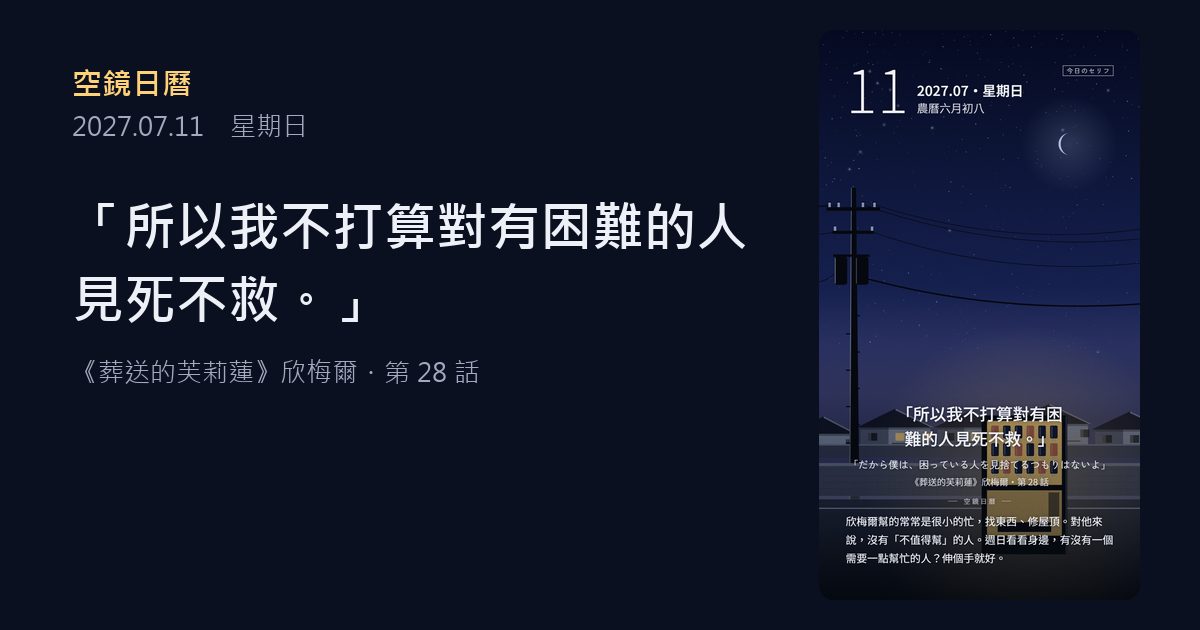 空鏡日曆
2027.07.11 星期日
「所以我不打算對有困難的人
見死不救。」
《葬送的芙莉蓮》欣梅爾．第 28 話
今日のセリフ
11
2027.07・星期日
農曆六月初八
「所以我不打算對有困
難的人見死不救。」
「だから僕は、困っている人を見捨てるつもりはないよ」
《葬送的芙莉蓮》欣梅爾・第 28 話
空鏡日曆
欣梅爾幫的常常是很小的忙，找東西、修屋頂。對他來
說，沒有「不值得幫」的人。週日看看身邊，有沒有一個
需要一點幫忙的人？伸個手就好。